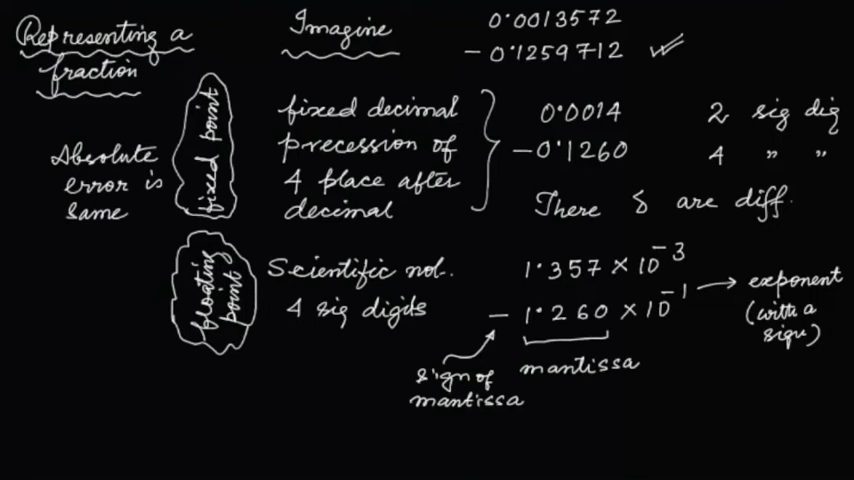 Representing a
fraction
Imagine
0.0013572
- 0.1259712
Absolute
error is
same
fixed point
fixed decimal
precession of
4 place after
decimal
0.0014 2 sig dig
-0.1260 4 " "
There δ are diff.
floating
point
Scientific not.
4 sig digits
1.357 × 10⁻³
- 1.260 × 10⁻¹
exponent
(with a
sign)
mantissa
sign of
mantissa